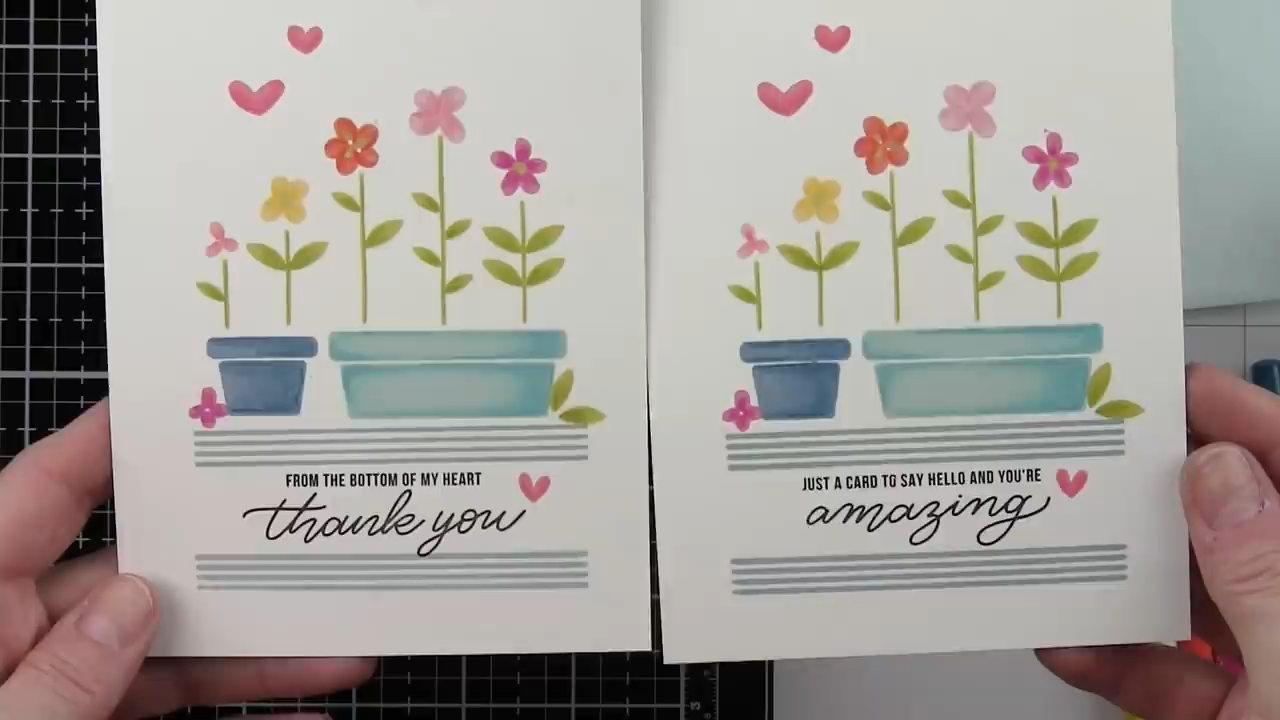 FROM THE BOTTOM OF MY HEART
thank you
JUST A CARD TO SAY HELLO AND YOU'RE
amazing